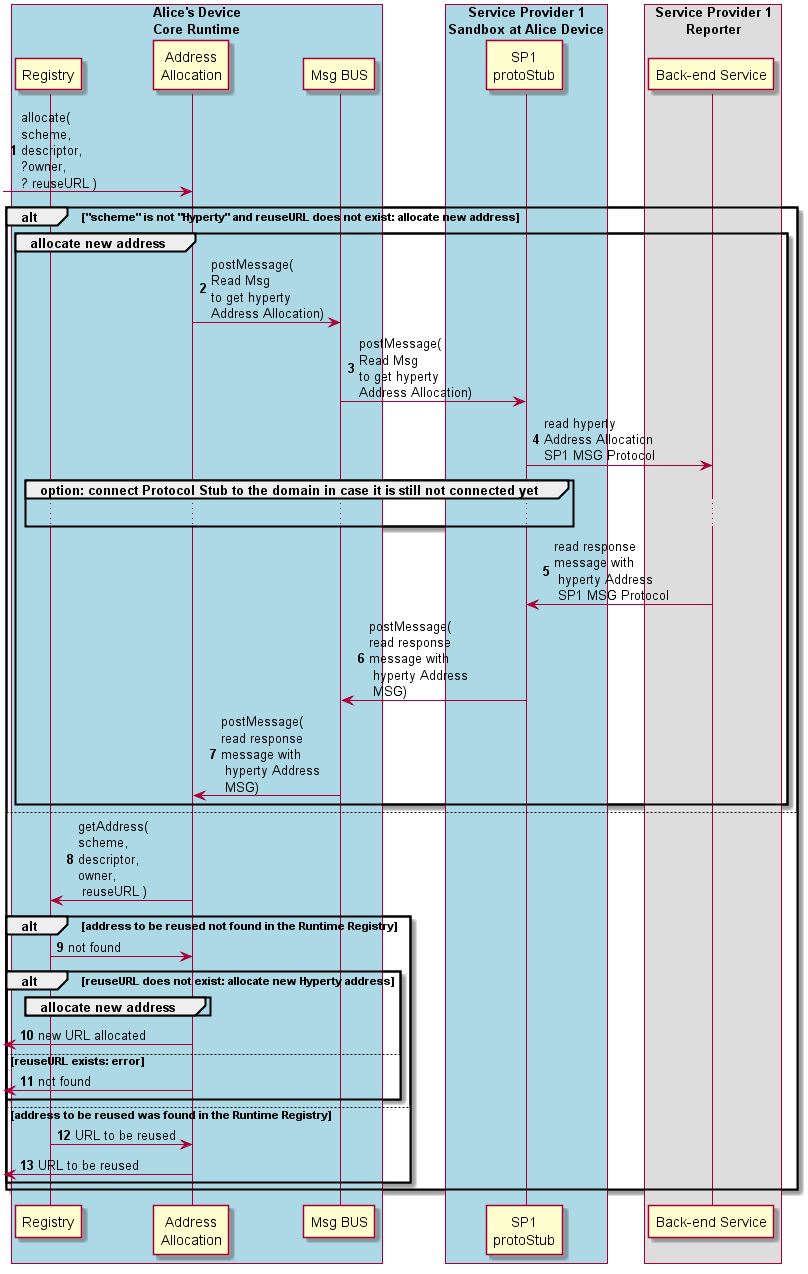 Alice's Device
Core Runtime
Service Provider 1
Sandbox at Alice Device
Service Provider 1
Reporter
Registry
Address
Allocation
Msg BUS
SP1
protoStub
Back-end Service
allocate(
scheme,
1 descriptor,
?owner,
? reuseURL )
alt ["scheme" is not "Hyperty" and reuseURL does not exist: allocate new address]
allocate new address
postMessage(
2 Read Msg
to get hyperty
Address Allocation)
postMessage(
3 Read Msg
to get hyperty
Address Allocation)
read hyperty
4 Address Allocation
SP1 MSG Protocol
option: connect Protocol Stub to the domain in case it is still not connected yet
read response
5 message with
hyperty Address
SP1 MSG Protocol
postMessage(
read response
6 message with
hyperty Address
MSG)
postMessage(
read response
7 message with
hyperty Address
MSG)
getAddress(
scheme,
8 descriptor,
owner,
reuseURL )
alt [address to be reused not found in the Runtime Registry]
9 not found
alt [reuseURL does not exist: allocate new Hyperty address]
allocate new address
10 new URL allocated
[reuseURL exists: error]
11 not found
[address to be reused was found in the Runtime Registry]
12 URL to be reused
13 URL to be reused
Registry
Address
Allocation
Msg BUS
SP1
protoStub
Back-end Service